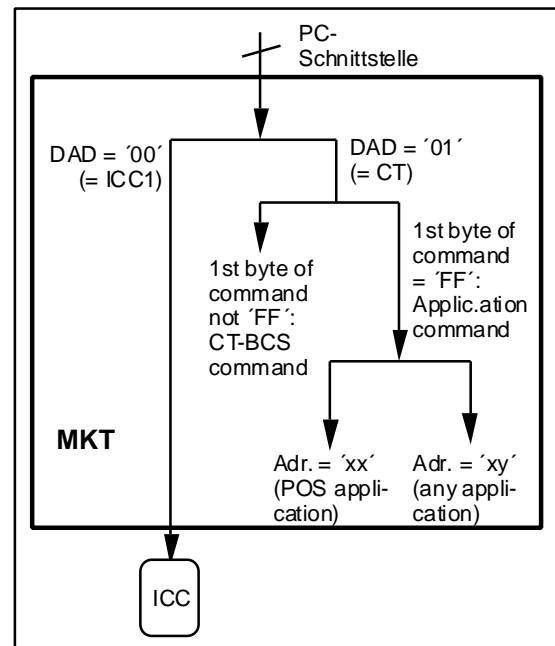 PC-
Schnittstelle
DAD = ´00´
(= ICC1)
DAD = ´01´
(= CT)
1st byte of
command
not ´FF´:
CT-BCS
command
1st byte of
command
= ´FF´:
Applic.ation
command
MKT
Adr. = ´xx´
(POS appli-
cation)
Adr. = ´xy´
(any appli-
cation)
ICC